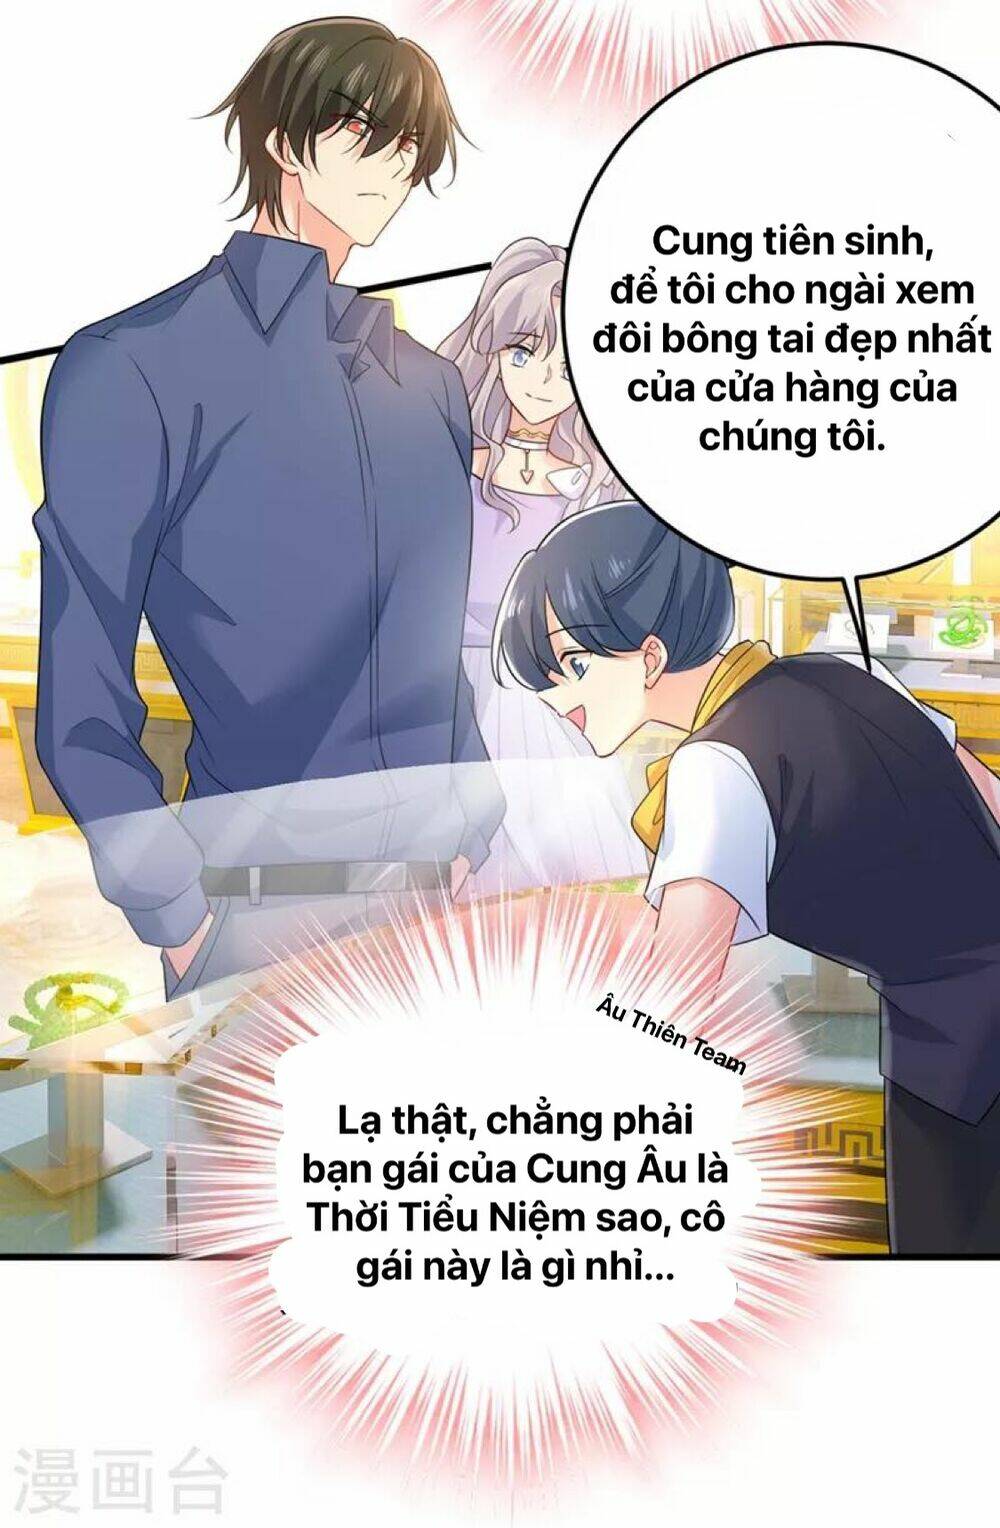 Cung tiên sinh,
để tôi cho ngài xem
đôi bông tai đẹp nhất
của cửa hàng của
chúng tôi.
Âu Thiên Team
Lạ thật, chẳng phải
bạn gái của Cung Âu là
Thời Tiểu Niệm sao, cô
gái này là gì nhỉ...
漫画台